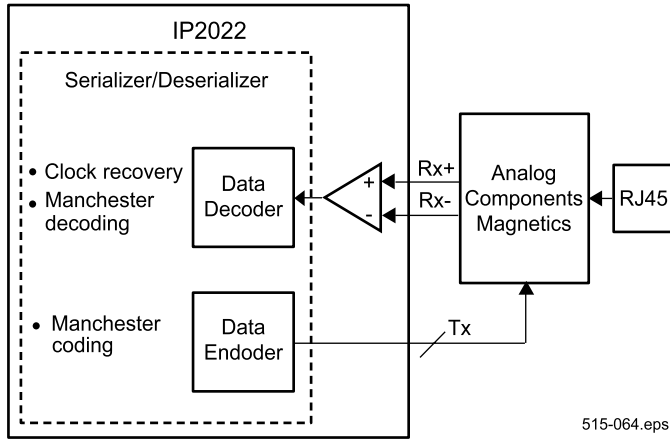 IP2022
Serializer/Deserializer
• Clock recovery
• Manchester
decoding
Data
Decoder
+
-
Rx+
Rx-
Analog
Components
Magnetics
RJ45
• Manchester
coding
Data
Endoder
Tx
515-064.eps